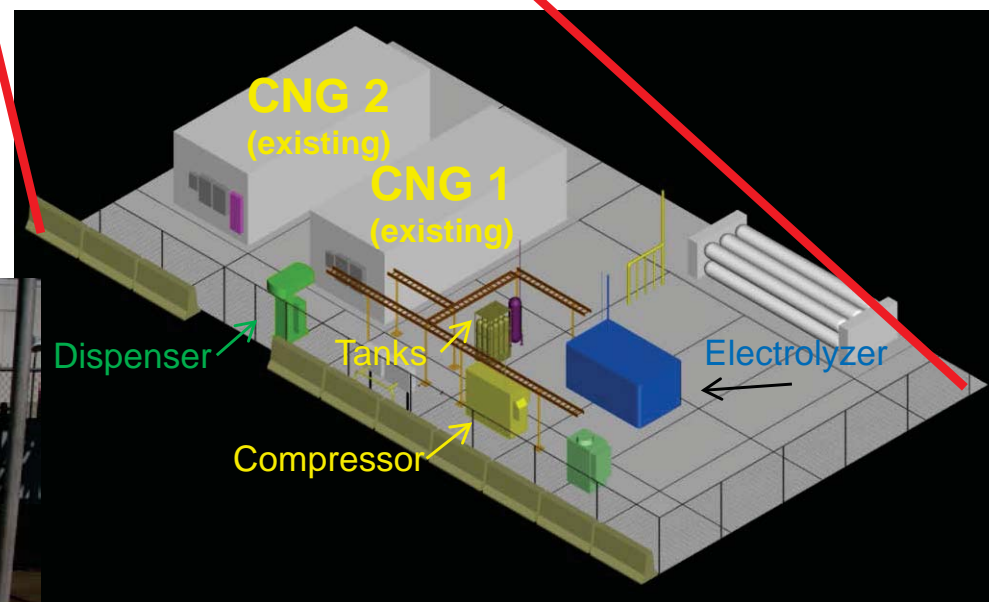 CNG 2
(existing)
CNG 1
(existing)
Dispenser
Tanks
Electrolyzer
Compressor